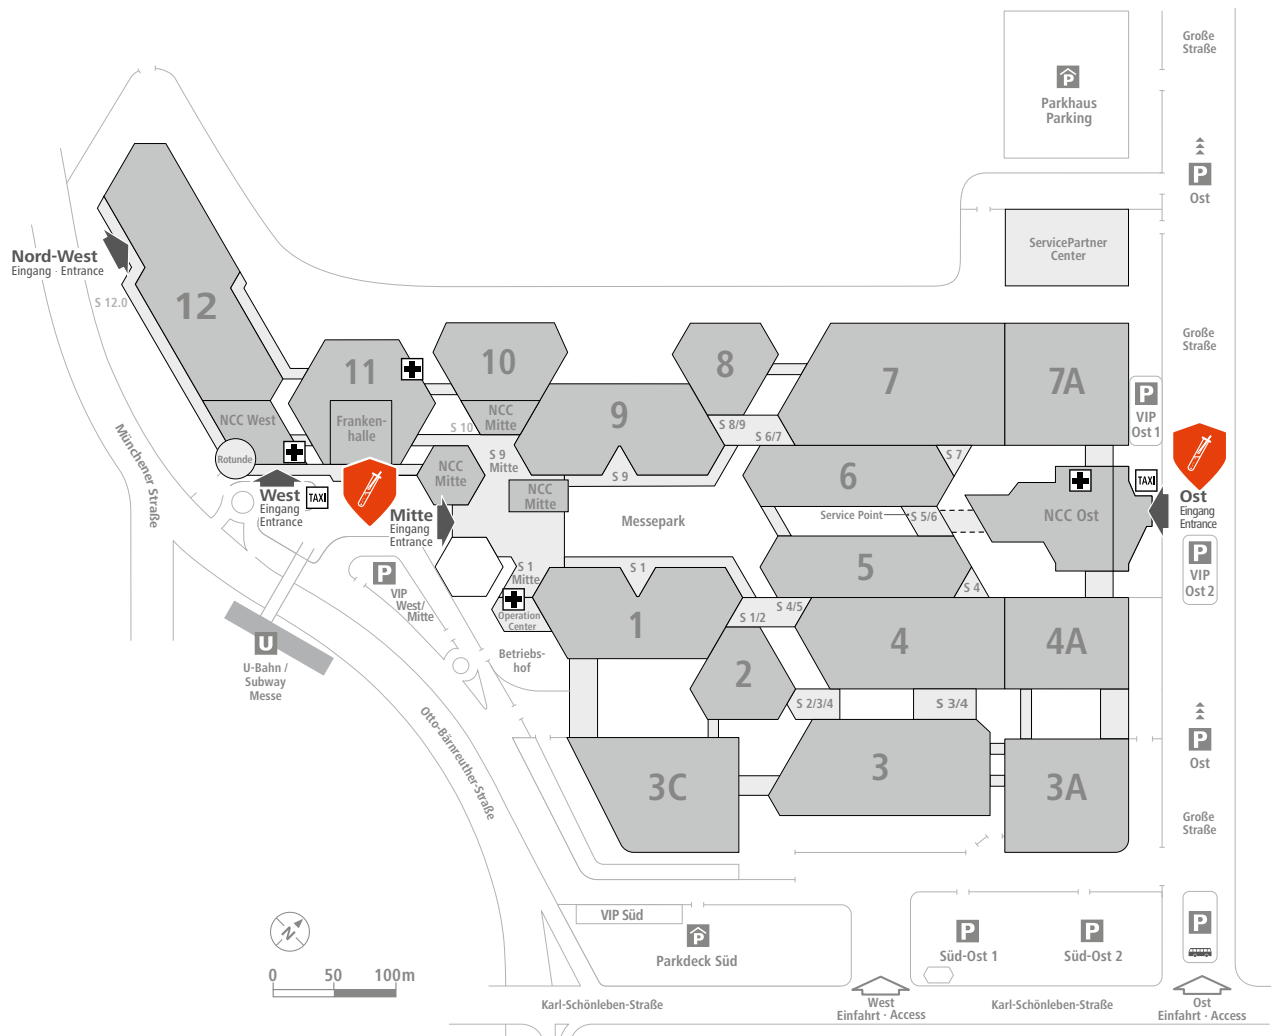 Große
Straße
P
Parkhaus
Parking
P
Ost
ServicePartner
Center
Nord-West
Eingang · Entrance
S 12.0
12
11
10
8
7
7A
Große
Straße
P
VIP
Ost 1
NCC West
Franken-
halle
NCC
Mitte
9
S 10
S 8/9
S 6/7
Rotunde
S 9
Mitte
NCC
Mitte
S 9
6
S 7
TAXI
West
Eingang
Entrance
TAXI
NCC
Mitte
Mitte
Eingang
Entrance
Messepark
Service Point
S 5/6
NCC Ost
Ost
Eingang
Entrance
Münchener Straße
P
VIP
West/
Mitte
S 1
Mitte
S 1
5
S 4
P
VIP
Ost 2
Operation
Center
1
S 1/2
S 4/5
4
4A
U
U-Bahn /
Subway
Messe
Betriebs-
hof
2
S 2/3/4
S 3/4
Otto-Bärnreuther-Straße
P
Ost
3C
3
3A
Große
Straße
VIP Süd
P
Parkdeck Süd
P
Süd-Ost 1
P
Süd-Ost 2
P
N
0 50 100m
Karl-Schönleben-Straße
West
Einfahrt · Access
Karl-Schönleben-Straße
Ost
Einfahrt · Access